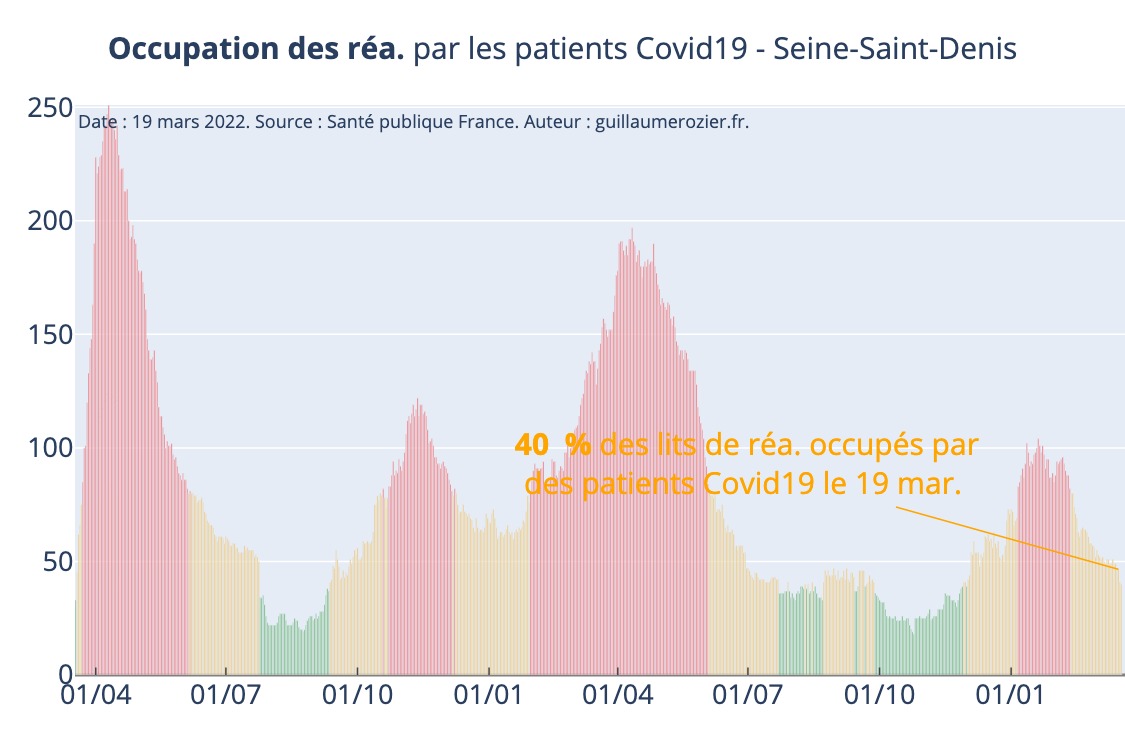 Occupation des réa. par les patients Covid19 - Seine-Saint-Denis
250
Date : 19 mars 2022. Source : Santé publique France. Auteur : guillaumerozier.fr.
200
150
100
40 % des lits de réa. occupés par
des patients Covid19 le 19 mar.
50
0
01/04 01/07 01/10 01/01 01/04 01/07 01/10 01/01